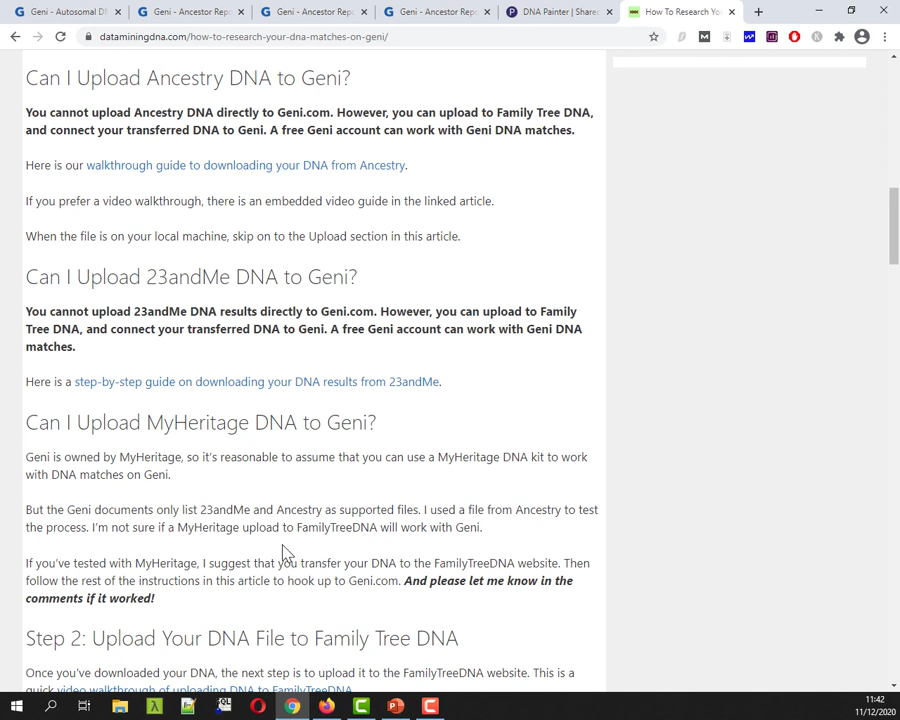 Geni - Autosomal D
Geni - Ancestor Repo
Geni - Ancestor Repo
Geni - Ancestor Repo
DNA Painter | Shared
How To Research You
dataminingdna.com/how-to-research-your-dna-matches-on-geni/
Can I Upload Ancestry DNA to Geni?
You cannot upload Ancestry DNA directly to Geni.com. However, you can upload to Family Tree DNA,
and connect your transferred DNA to Geni. A free Geni account can work with Geni DNA matches.
Here is our walkthrough guide to downloading your DNA from Ancestry.
If you prefer a video walkthrough, there is an embedded video guide in the linked article.
When the file is on your local machine, skip on to the Upload section in this article.
Can I Upload 23andMe DNA to Geni?
You cannot upload 23andMe DNA results directly to Geni.com. However, you can upload to Family
Tree DNA, and connect your transferred DNA to Geni. A free Geni account can work with Geni DNA
matches.
Here is a step-by-step guide on downloading your DNA results from 23andMe.
Can I Upload MyHeritage DNA to Geni?
Geni is owned by MyHeritage, so it's reasonable to assume that you can use a MyHeritage DNA kit to work
with DNA matches on Geni.
But the Geni documents only list 23andMe and Ancestry as supported files. I used a file from Ancestry to test
the process. I'm not sure if a MyHeritage upload to FamilyTreeDNA will work with Geni.
If you've tested with MyHeritage, I suggest that you transfer your DNA to the FamilyTreeDNA website. Then
follow the rest of the instructions in this article to hook up to Geni.com. And please let me know in the
comments if it worked!
Step 2: Upload Your DNA File to Family Tree DNA
Once you've downloaded your DNA, the next step is to upload it to the FamilyTreeDNA website. This is a
quick video walkthrough of uploading DNA to FamilyTreeDNA
11:42
11/12/2020